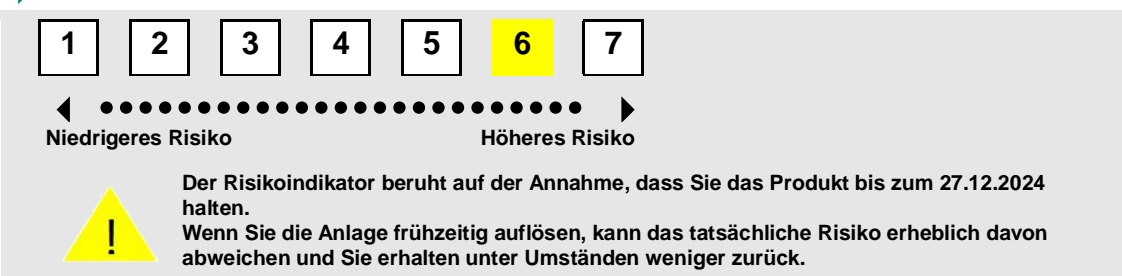 1 2 3 4 5 6 7
Niedrigeres Risiko Höheres Risiko
Der Risikoindikator beruht auf der Annahme, dass Sie das Produkt bis zum 27.12.2024
halten.
Wenn Sie die Anlage frühzeitig auflösen, kann das tatsächliche Risiko erheblich davon
abweichen und Sie erhalten unter Umständen weniger zurück.
!